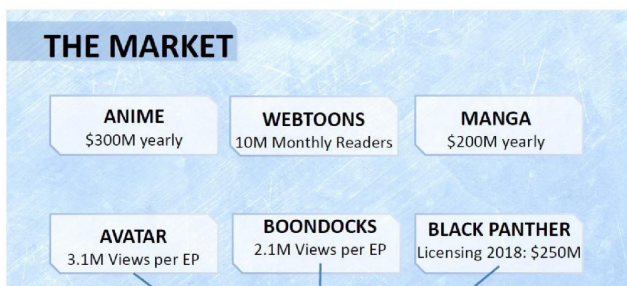 THE MARKET
ANIME
$300M yearly
WEBTOONS
10M Monthly Readers
MANGA
$200M yearly
AVATAR
3.1M Views per EP
BOONDOCKS
2.1M Views per EP
BLACK PANTHER
Licensing 2018: $250M